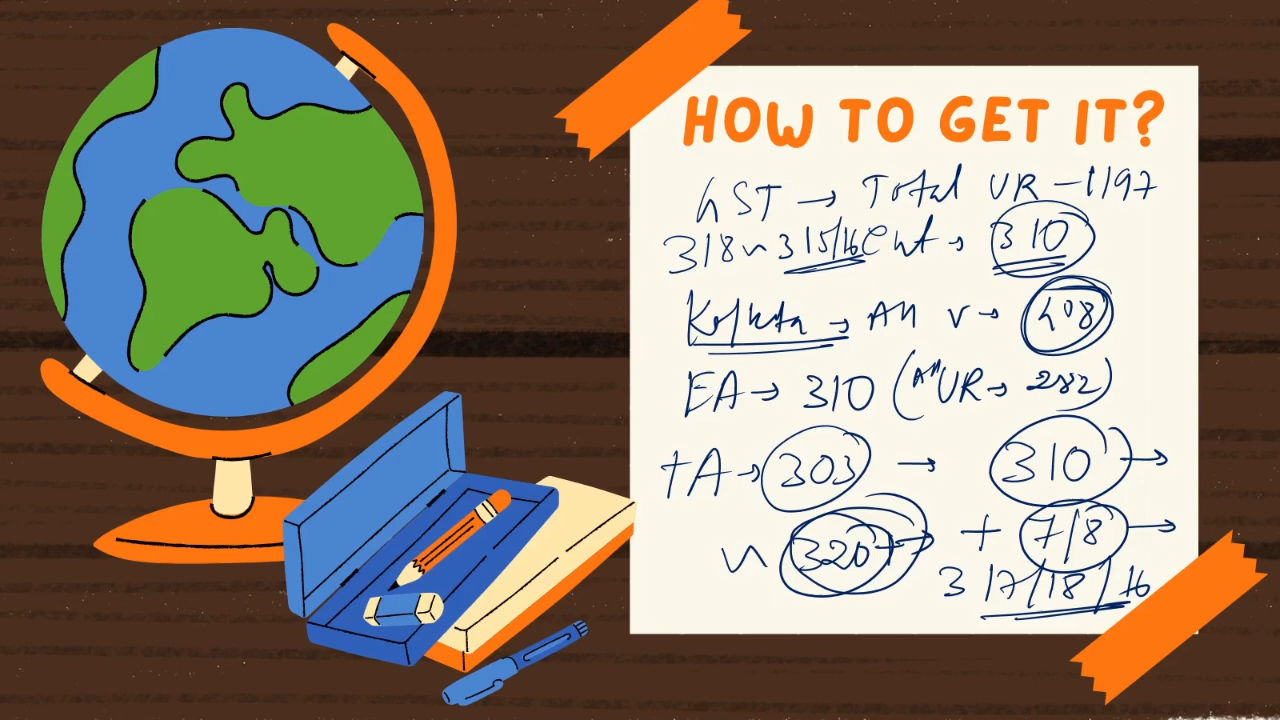 HOW TO GET IT?
GST → Total UR - 1197
318 ~ 315/16 Cut → 310
Kolkata → All V → 408
EA → 310 (All UR → 282)
TA → 303 → 310 →
~ 320 + 7/8 →
317/18/16